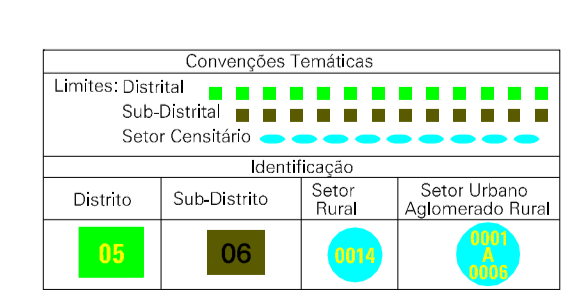 Convenções Temáticas
Limites: Distrital
Sub-Distrital
Setor Censitário
Identificação
Distrito
Sub-Distrito
Setor
Rural
Setor Urbano
Aglomerado Rural
05
06
0014
0001
A
0006